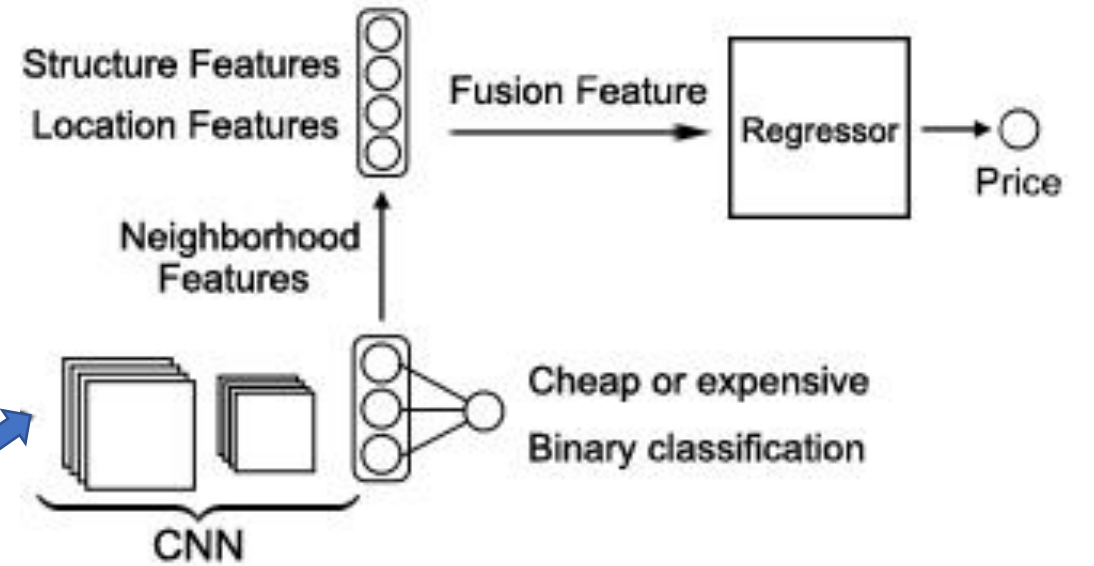 Structure Features
Location Features
Fusion Feature
Regressor
Price
Neighborhood
Features
Cheap or expensive
Binary classification
CNN